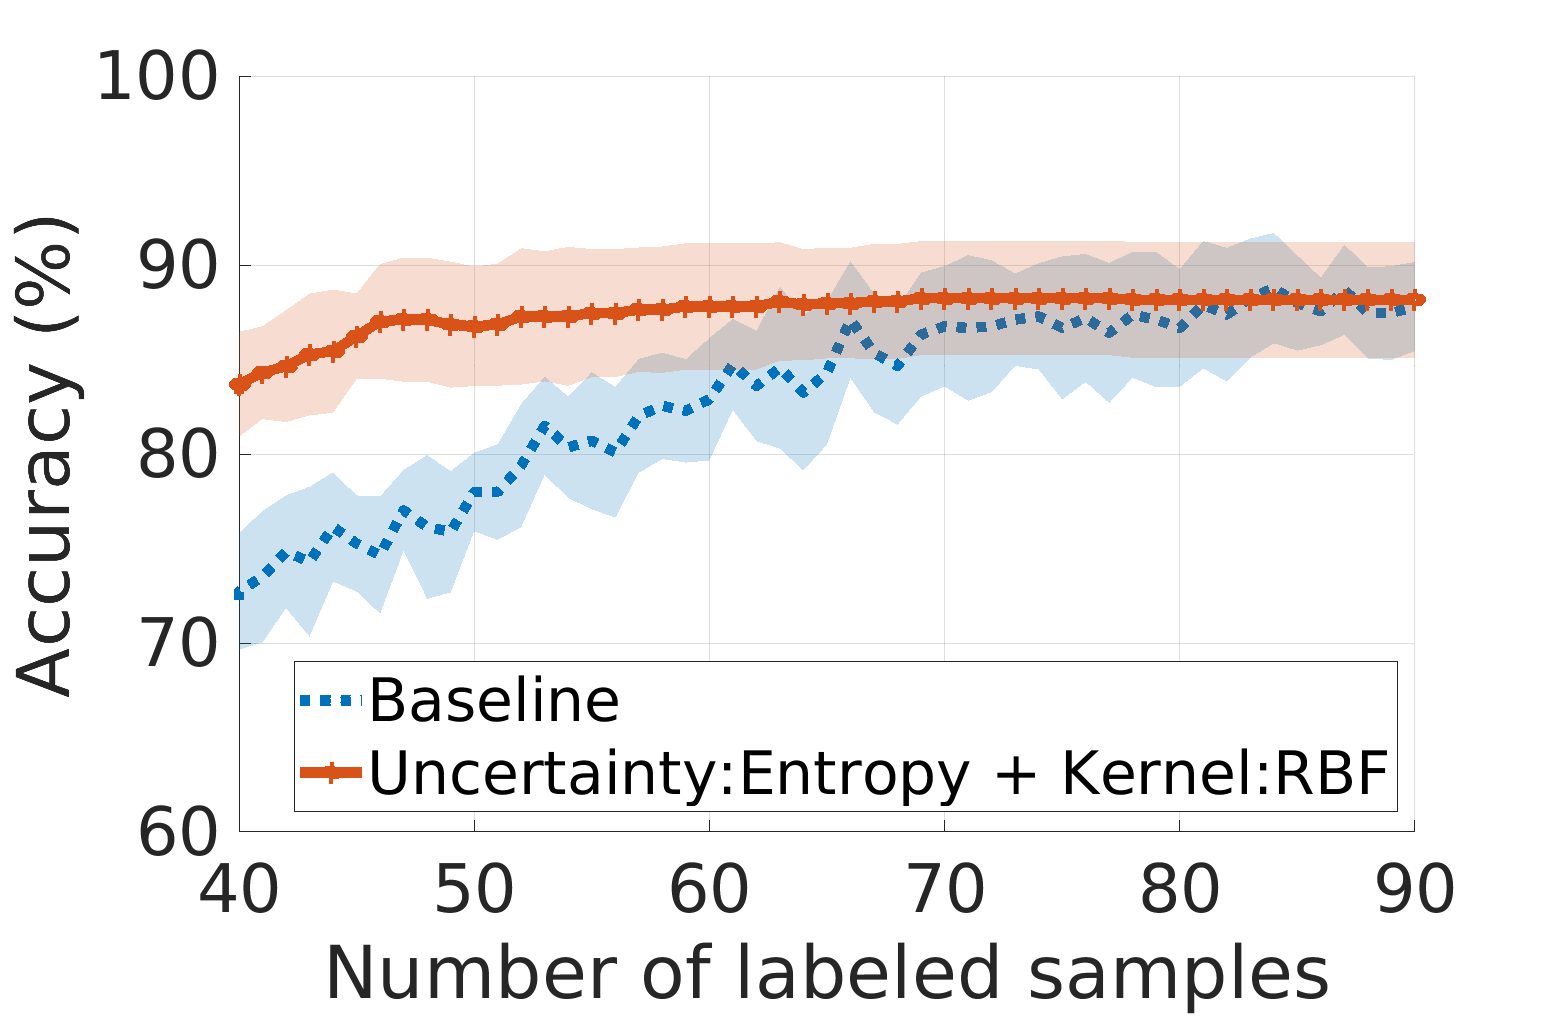 100
90
80
70
60
Accuracy (%)
Baseline
Uncertainty:Entropy + Kernel:RBF
40 50 60 70 80 90
Number of labeled samples